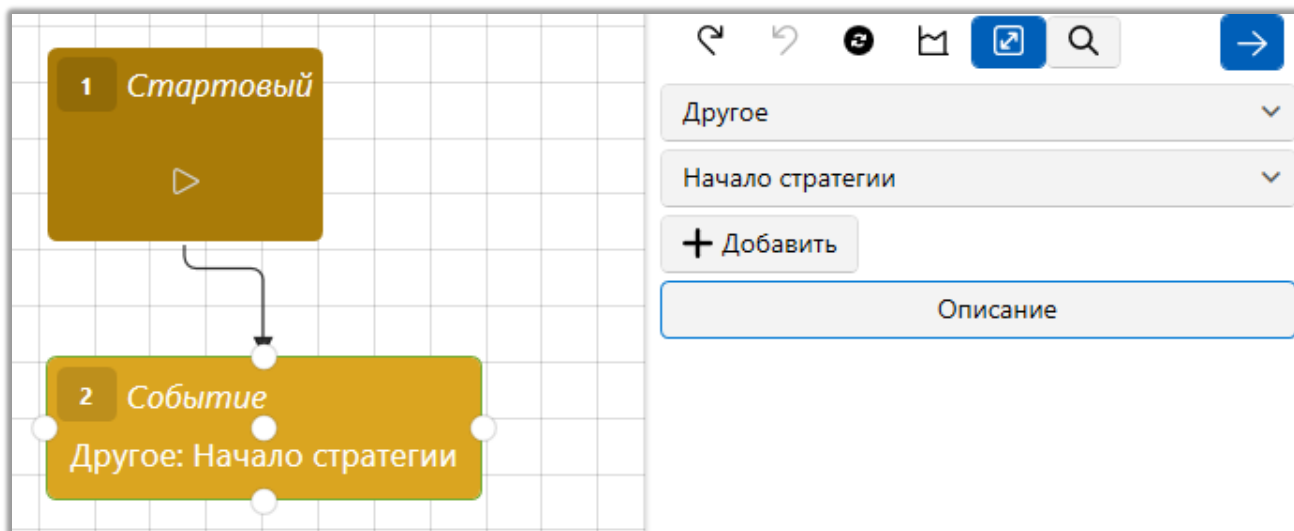 1 Стартовый
2 Событие
Другое: Начало стратегии
Другое
Начало стратегии
Добавить
Описание